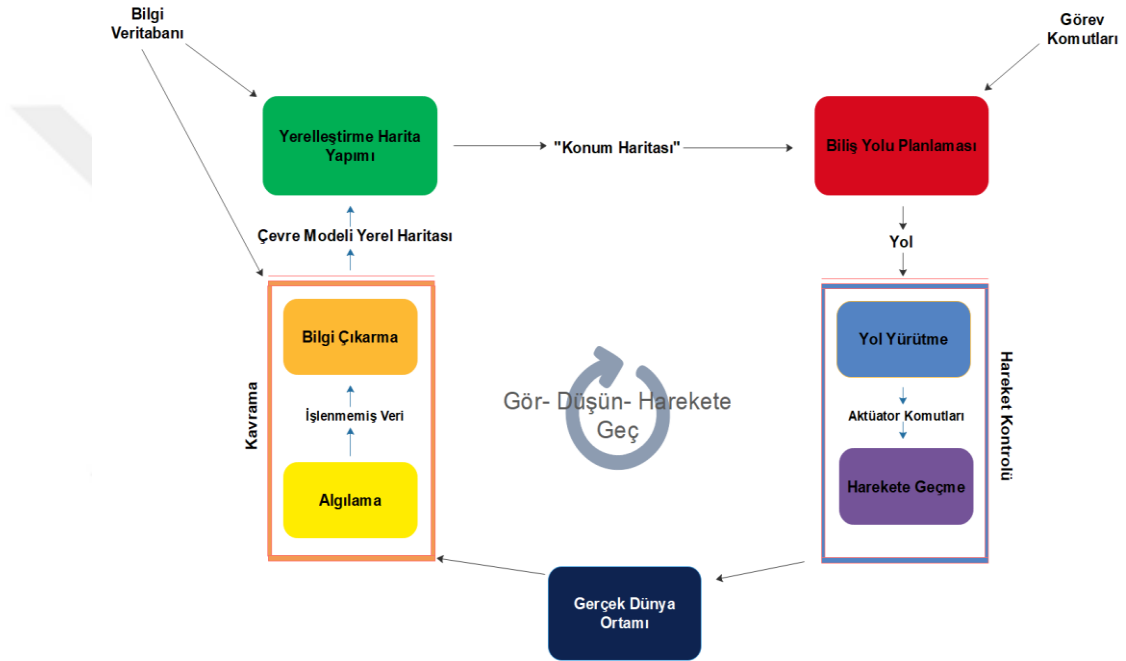 Bilgi
Veritabanı
Görev
Komutları
Yerelleştirme Harita
Yapımı
"Konum Haritası"
Biliş Yolu Planlaması
Çevre Modeli Yerel Haritası
Yol
Kavrama
Bilgi Çıkarma
İşlenmemiş Veri
Algılama
Gör- Düşün- Harekete
Geç
Yol Yürütme
Aktüator Komutları
Harekete Geçme
Hareket Kontrolü
Gerçek Dünya
Ortamı